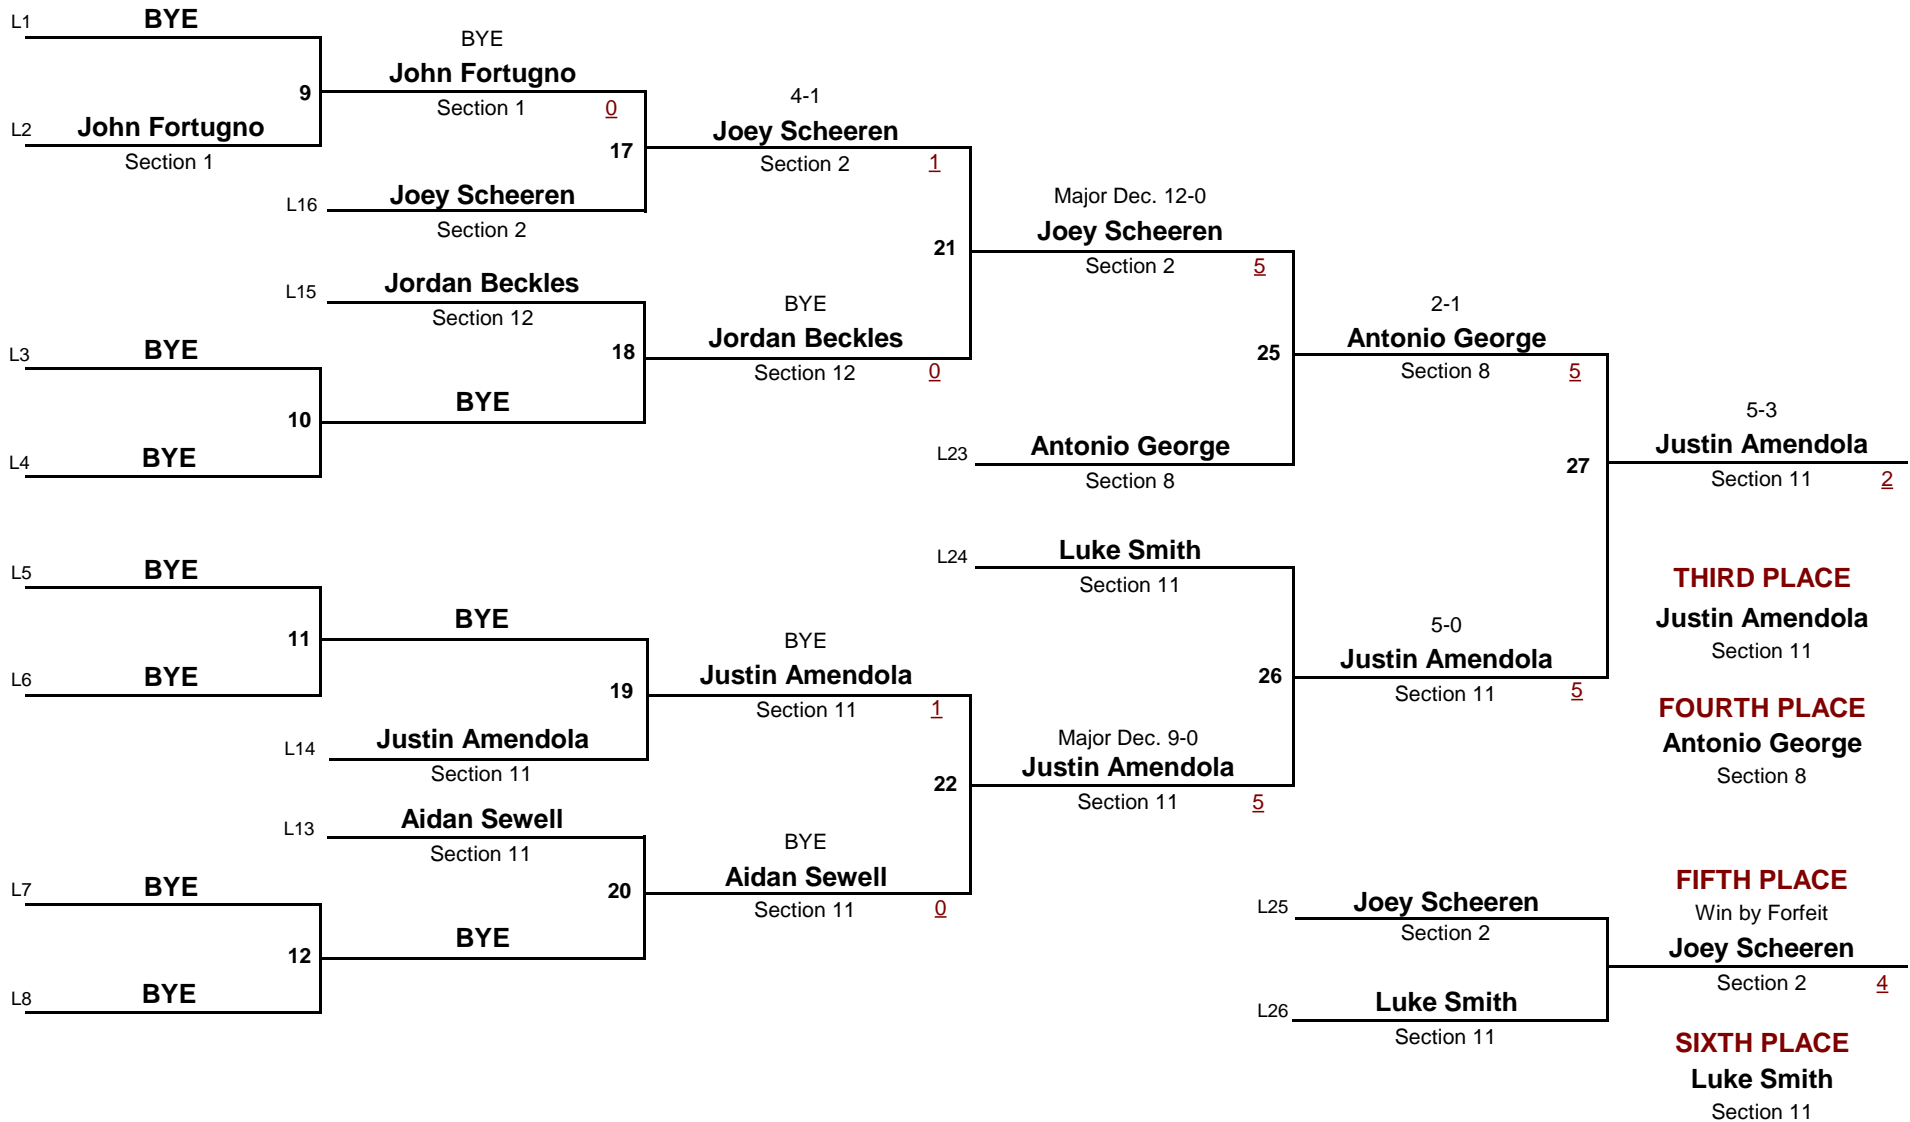 L1 BYE
9
L2 John Fortugno
Section 1
BYE
John Fortugno
Section 1 0
17
L16 Joey Scheeren
Section 2
4-1
Joey Scheeren
Section 2 1
L15 Jordan Beckles
Section 12
18
L3 BYE
10
L4 BYE
BYE
BYE
Jordan Beckles
Section 12 0
21
Major Dec. 12-0
Joey Scheeren
Section 2 5
25
L23 Antonio George
Section 8
2-1
Antonio George
Section 8 5
27
5-3
Justin Amendola
Section 11 2
L5 BYE
11
L6 BYE
BYE
19
L14 Justin Amendola
Section 11
BYE
Justin Amendola
Section 11 1
22
L13 Aidan Sewell
Section 11
20
L7 BYE
12
L8 BYE
BYE
BYE
Aidan Sewell
Section 11 0
L24 Luke Smith
Section 11
26
Major Dec. 9-0
Justin Amendola
Section 11 5
5-0
Justin Amendola
Section 11 5
THIRD PLACE
Justin Amendola
Section 11
FOURTH PLACE
Antonio George
Section 8
L25 Joey Scheeren
Section 2
L26 Luke Smith
Section 11
FIFTH PLACE
Win by Forfeit
Joey Scheeren
Section 2 4
SIXTH PLACE
Luke Smith
Section 11